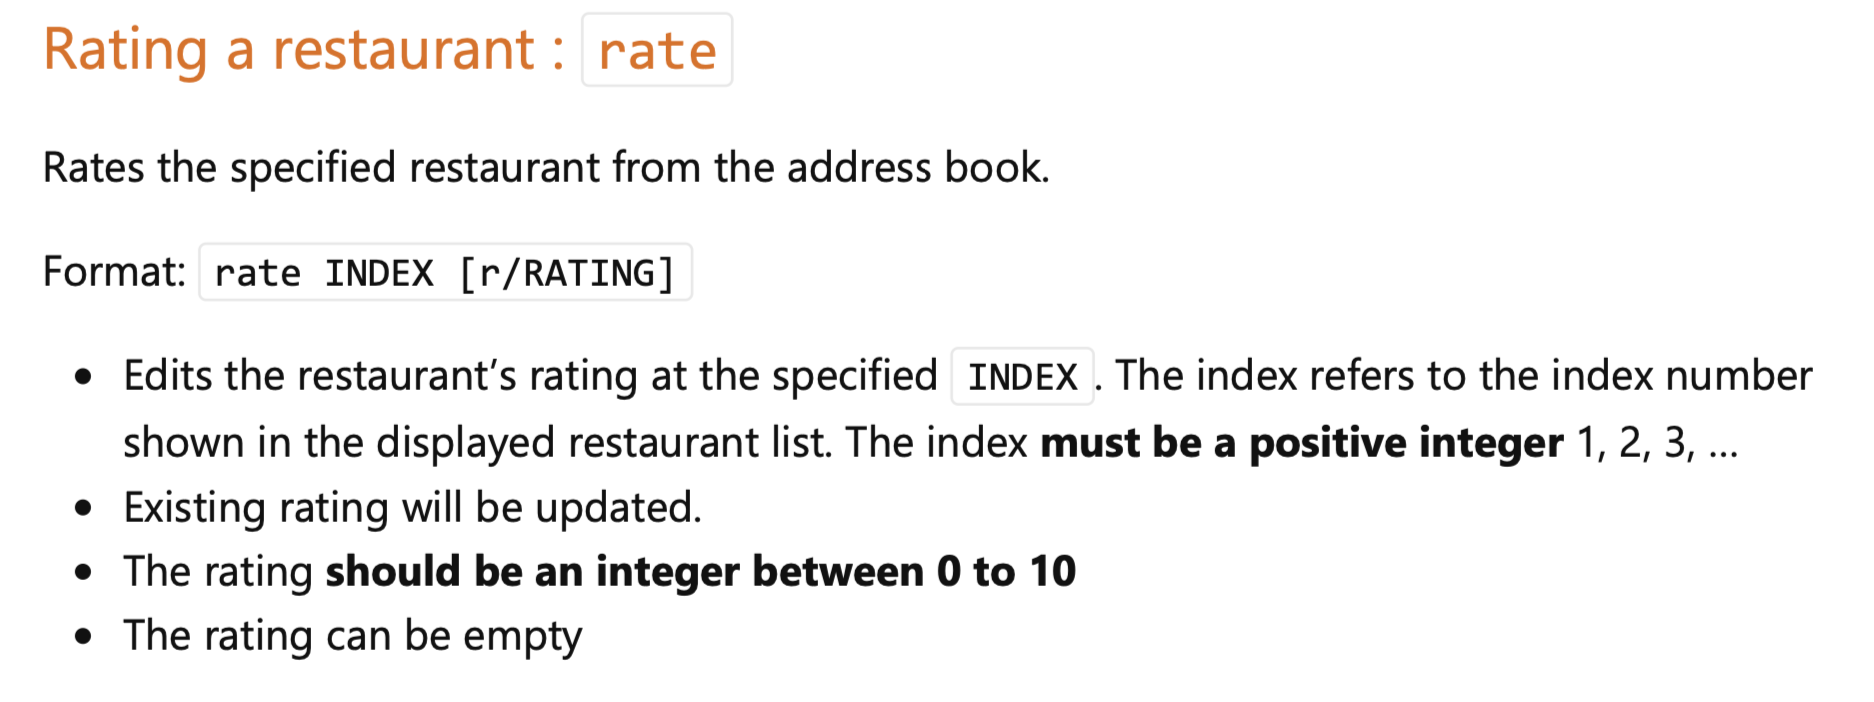 Rating a restaurant : rate
Rates the specified restaurant from the address book.
Format: rate INDEX [r/RATING]
• Edits the restaurant’s rating at the specified INDEX . The index refers to the index number
shown in the displayed restaurant list. The index must be a positive integer 1, 2, 3, …
• Existing rating will be updated.
• The rating should be an integer between 0 to 10
• The rating can be empty